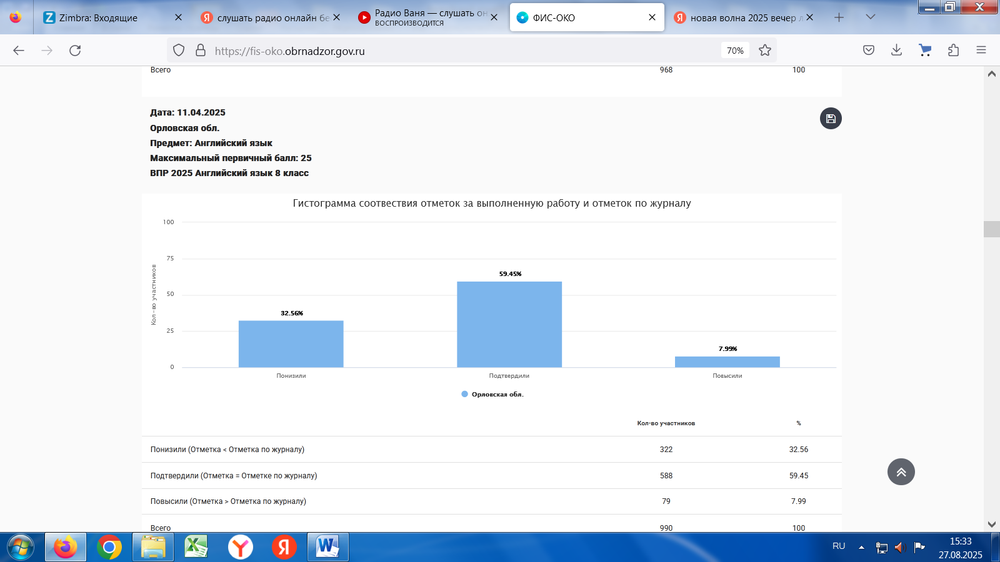 Zimbra: Входящие
слушать радио онлайн бе
Радио Ваня — слушать он
ВОСПРОИЗВОДИТСЯ
ФИС-ОКО
новая волна 2025 вечер л
https://fis-oko.obrnadzor.gov.ru
70%
Всего 968 100
Дата: 11.04.2025
Орловская обл.
Предмет: Английский язык
Максимальный первичный балл: 25
ВПР 2025 Английский язык 8 класс
Гистограмма соотвествия отметок за выполненную работу и отметок по журналу
Кол-во участников
100
75
50
25
0
32.56%
59.45%
7.99%
Понизили Подтвердили Повысили
Орловская обл.
Кол-во участников %
Понизили (Отметка < Отметка по журналу) 322 32.56
Подтвердили (Отметка = Отметке по журналу) 588 59.45
Повысили (Отметка > Отметка по журналу) 79 7.99
Всего 990 100
RU
15:33
27.08.2025